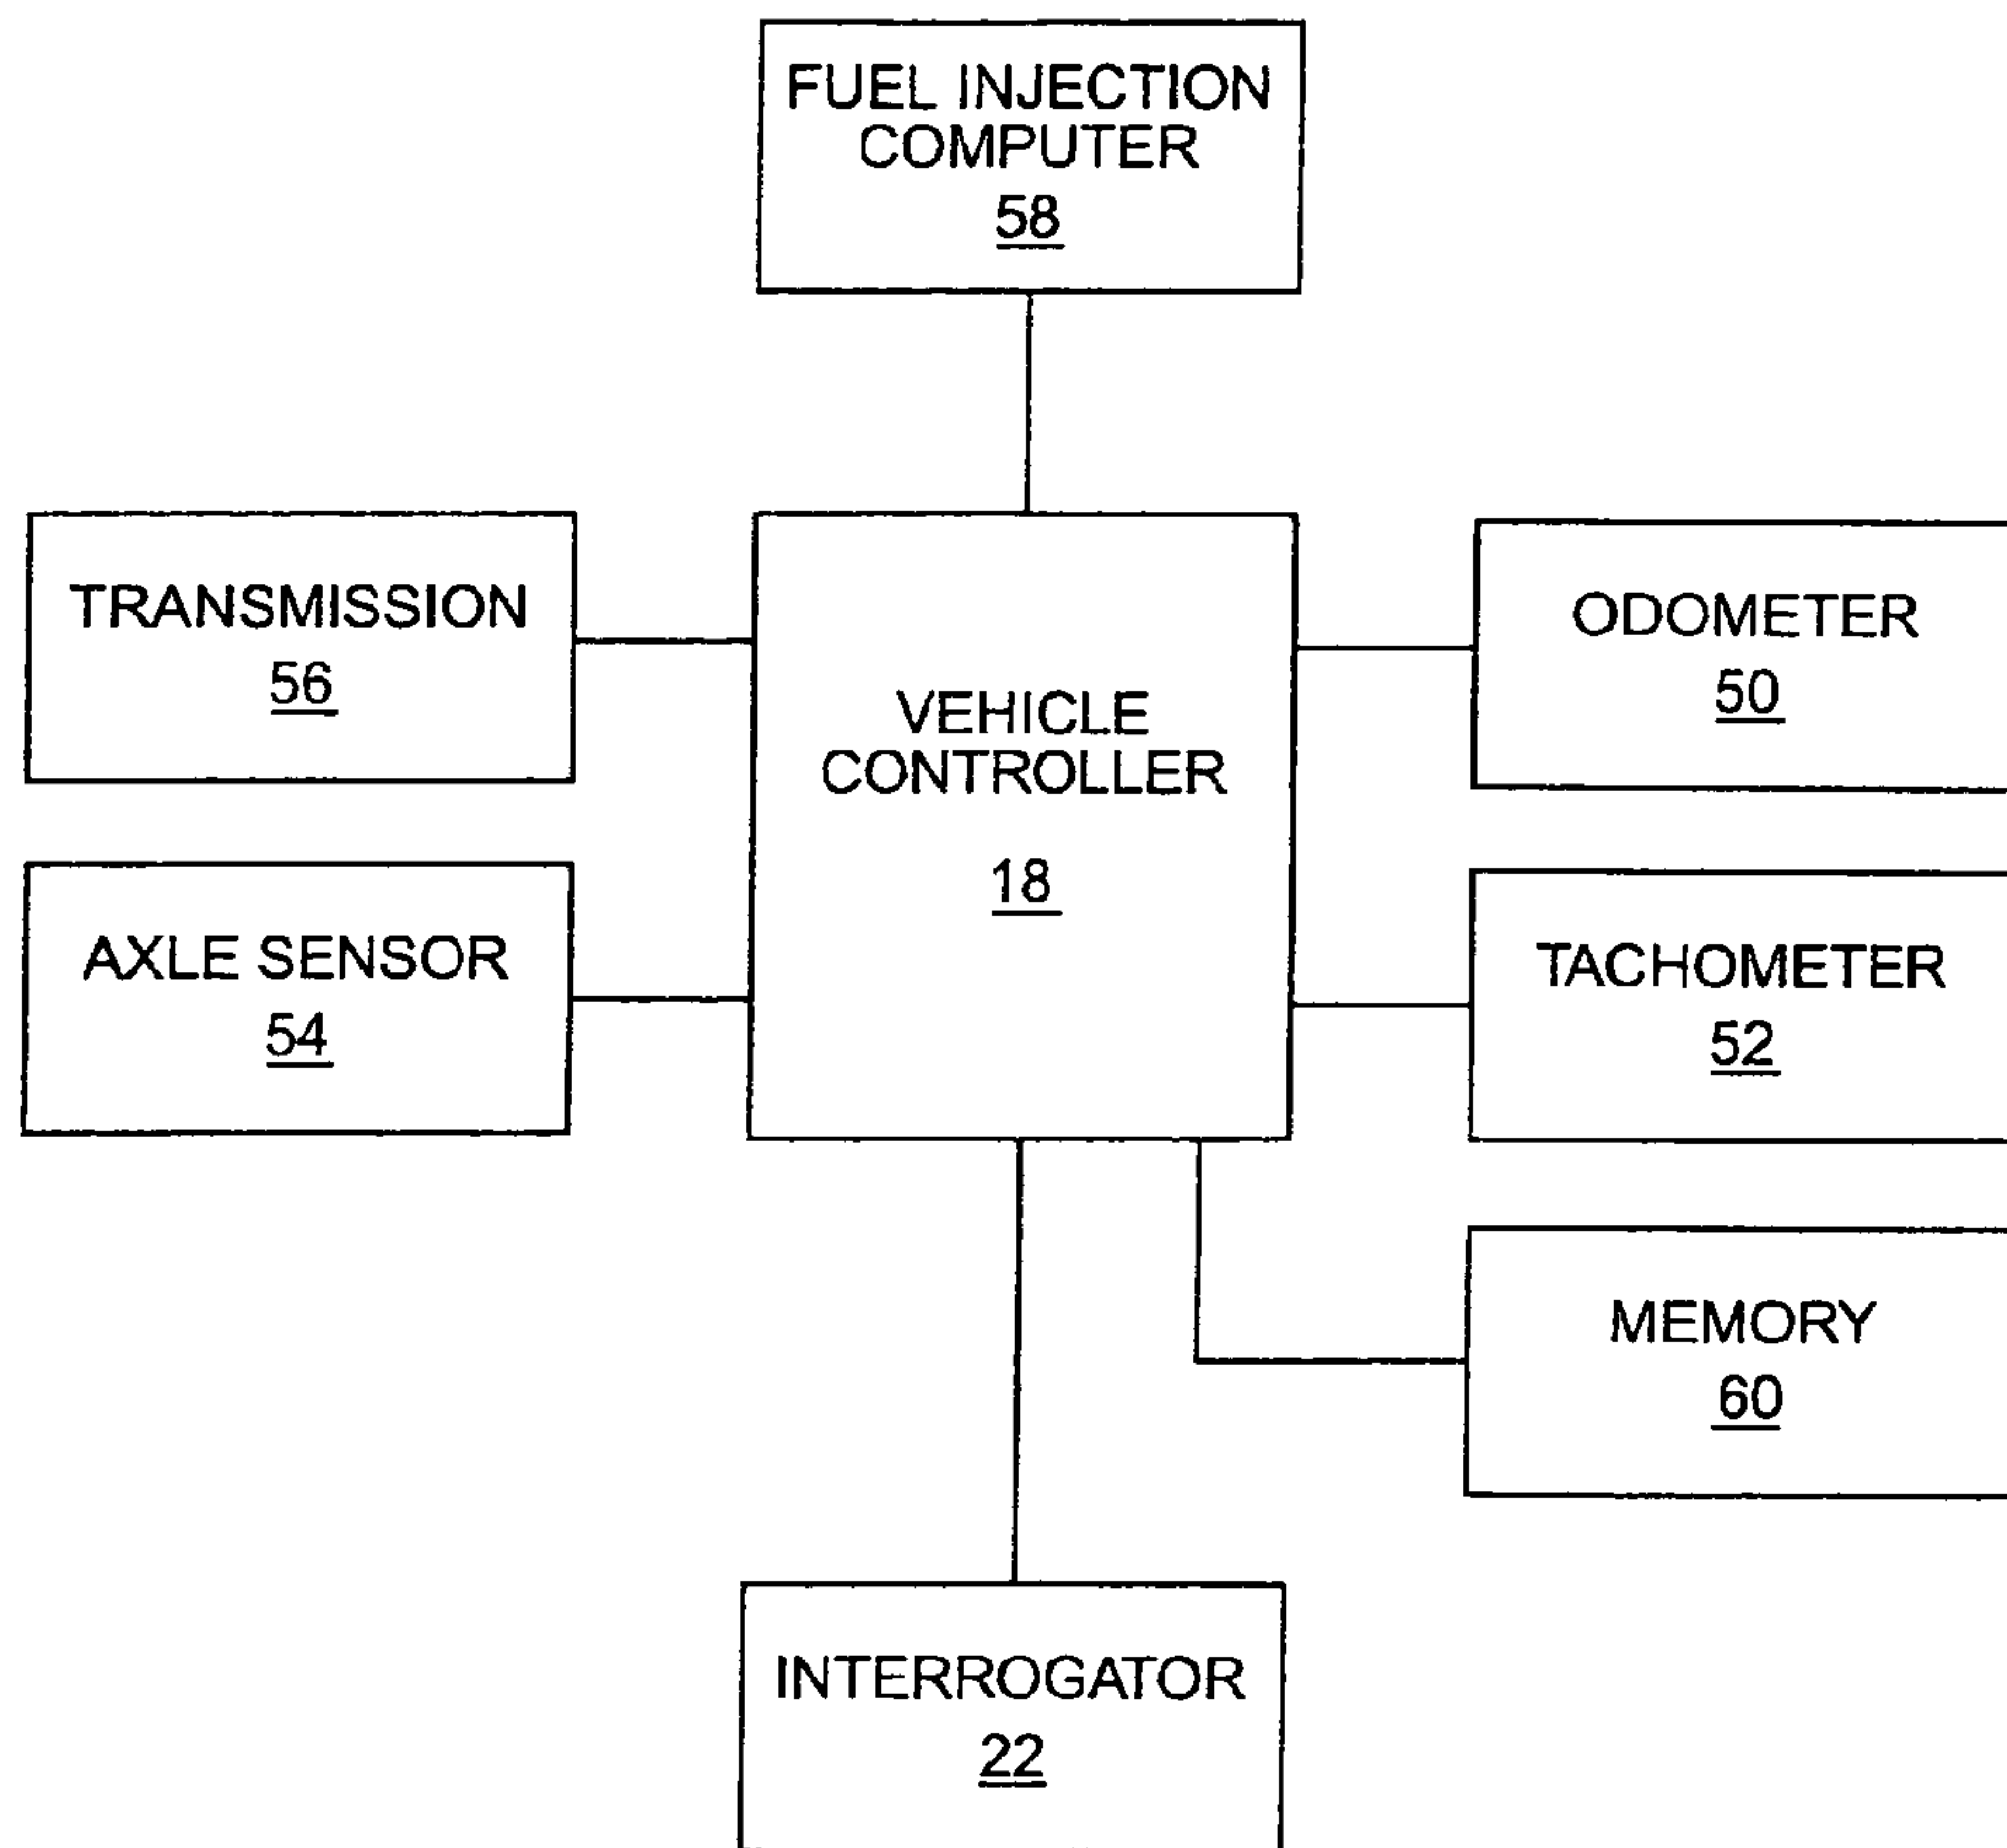 FUEL INJECTION
COMPUTER
58
TRANSMISSION
56
VEHICLE
CONTROLLER
18
ODOMETER
50
AXLE SENSOR
54
TACHOMETER
52
MEMORY
60
INTERROGATOR
22